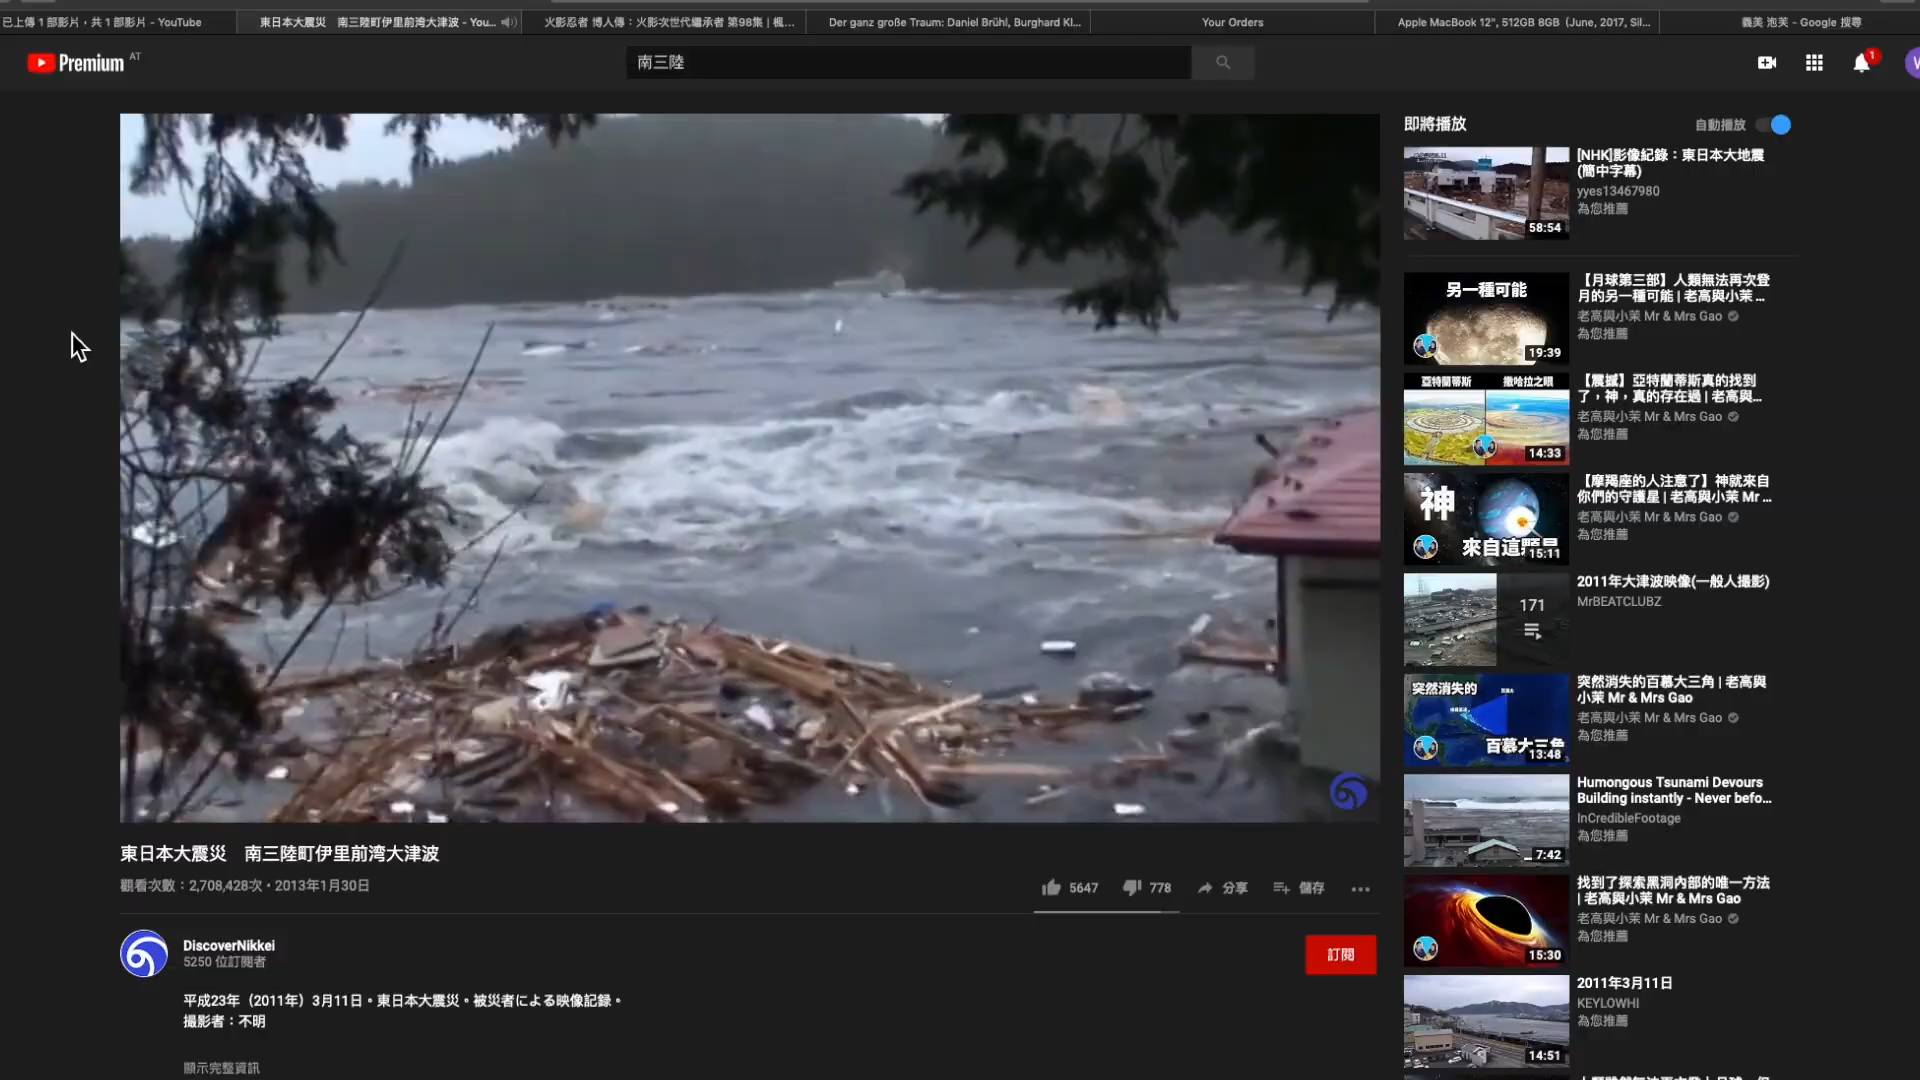 已上傳 1 部影片，共 1 部影片 - YouTube
東日本大震災　南三陸町伊里前湾大津波 - You...
火影忍者 博人傳：火影次世代繼承者 第98集 | 楓...
Der ganz große Traum: Daniel Brühl, Burghard Kl...
Your Orders
Apple MacBook 12", 512GB 8GB (June, 2017, Sil...
義美 泡芙 - Google 搜尋
Premium AT
南三陸
1
W
即將播放
自動播放
[NHK]影像紀錄：東日本大地震
(簡中字幕)
yyes13467980
為您推薦
58:54
另一種可能
19:39
【月球第三部】人類無法再次登
月的另一種可能 | 老高與小茉 ...
老高與小茉 Mr & Mrs Gao
為您推薦
亞特蘭蒂斯
撒哈拉之眼
14:33
【震撼】亞特蘭蒂斯真的找到
了，神，真的存在過 | 老高與...
老高與小茉 Mr & Mrs Gao
為您推薦
神
來自這顆星
15:11
【摩羯座的人注意了】神就來自
你們的守護星 | 老高與小茉 Mr ...
老高與小茉 Mr & Mrs Gao
為您推薦
171
2011年大津波映像(一般人撮影)
MrBEATCLUBZ
突然消失的
百慕大三角
13:48
突然消失的百慕大三角 | 老高與
小茉 Mr & Mrs Gao
老高與小茉 Mr & Mrs Gao
為您推薦
7:42
Humongous Tsunami Devours
Building instantly - Never befo...
InCredibleFootage
為您推薦
15:30
找到了探索黑洞內部的唯一方法
| 老高與小茉 Mr & Mrs Gao
老高與小茉 Mr & Mrs Gao
為您推薦
14:51
2011年3月11日
KEYLOWHI
為您推薦
東日本大震災　南三陸町伊里前湾大津波
觀看次數：2,708,428次・2013年1月30日
5647
778
分享
儲存
DiscoverNikkei
5250 位訂閱者
訂閱
平成23年（2011年）3月11日。東日本大震災。被災者による映像記録。
撮影者：不明
顯示完整資訊